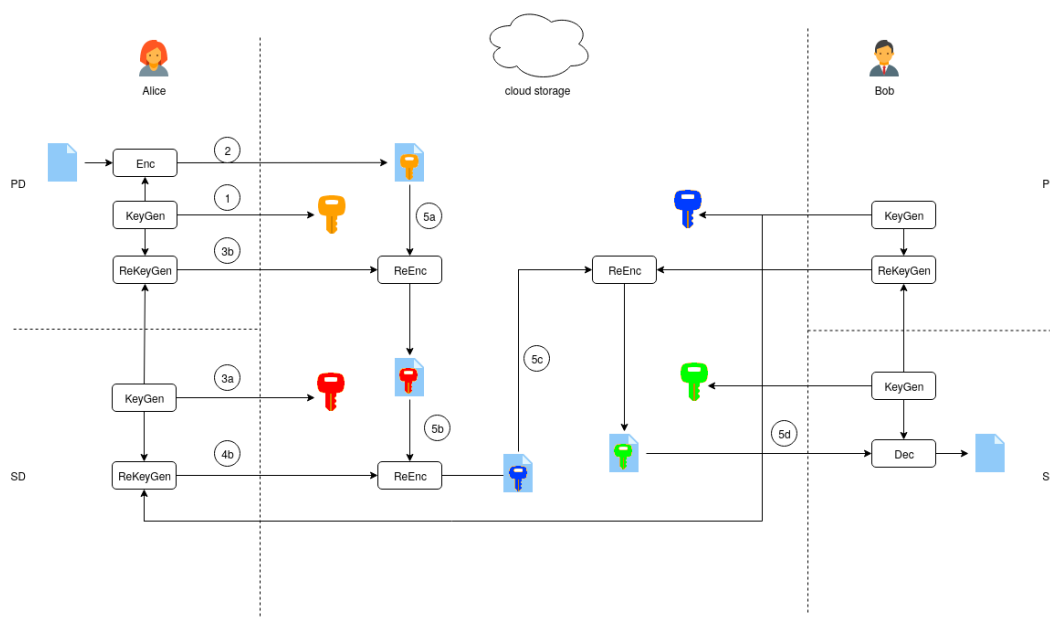 Alice
cloud storage
Bob
Enc
2
PD
P
KeyGen
1
5a
KeyGen
ReKeyGen
3b
ReEnc
ReEnc
ReKeyGen
5c
KeyGen
3a
KeyGen
5b
5d
ReKeyGen
4b
ReEnc
Dec
SD
S